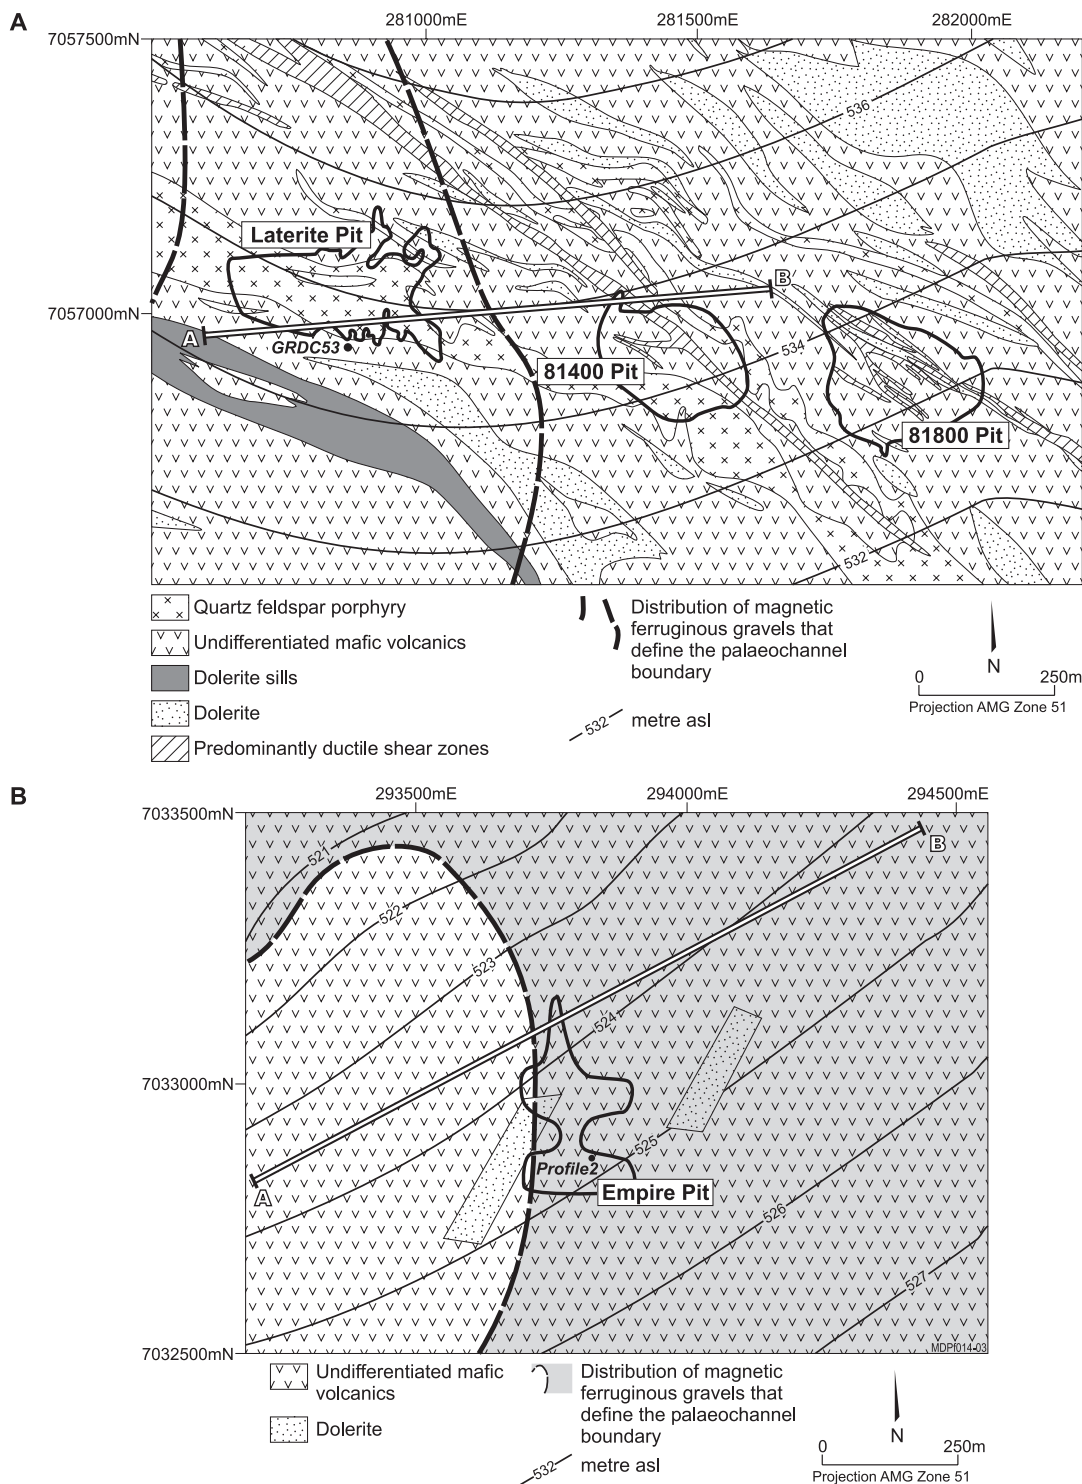 A
281000mE
281500mE
282000mE
7057500mN
536
Laterite Pit
B
7057000mN
A
GRDC53
534
81400 Pit
81800 Pit
532
Quartz feldspar porphyry
Undifferentiated mafic volcanics
Dolerite sills
Dolerite
Predominantly ductile shear zones
Distribution of magnetic
ferruginous gravels that
define the palaeochannel
boundary
532 metre asl
N
0 250m
Projection AMG Zone 51
B
293500mE
294000mE
294500mE
7033500mN
521
B
522
523
524
7033000mN
525
Profile2
A
Empire Pit
526
527
7032500mN
MDPf014-03
Undifferentiated mafic
volcanics
Dolerite
Distribution of magnetic
ferruginous gravels that
define the palaeochannel
boundary
532 metre asl
N
0 250m
Projection AMG Zone 51